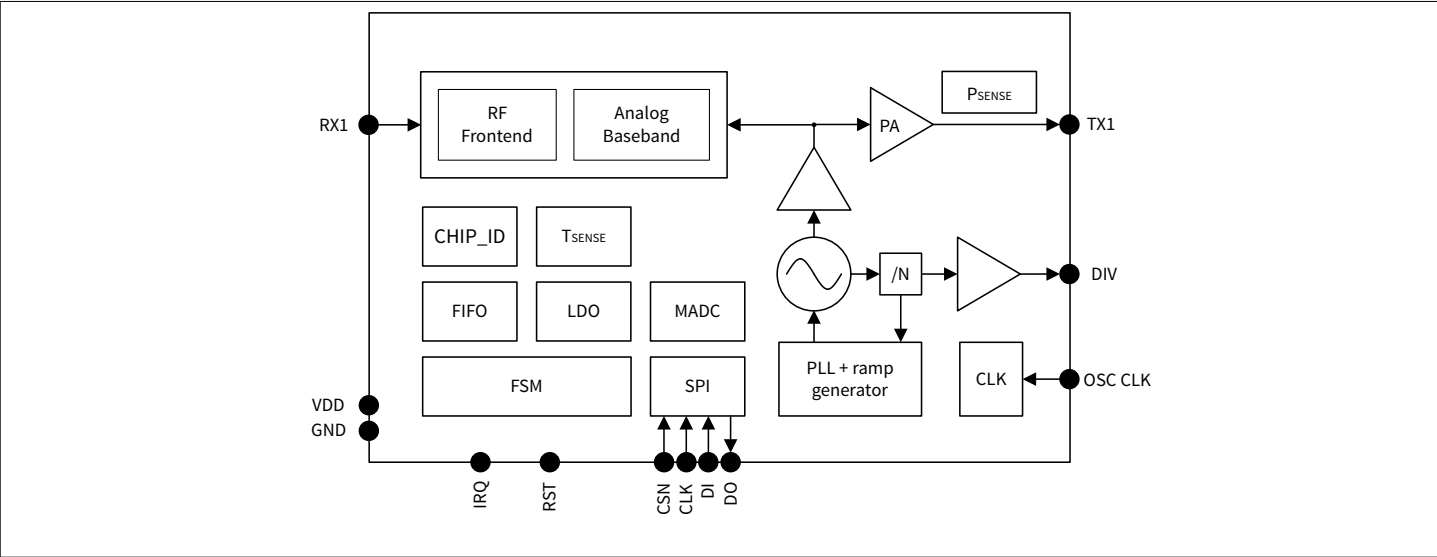 RX1
RF
Frontend
Analog
Baseband
PA
PSENSE
TX1
CHIP_ID
TSENSE
/N
DIV
FIFO
LDO
MADC
FSM
SPI
PLL + ramp
generator
CLK
OSC CLK
VDD
GND
IRQ
RST
CSN
CLK
DI
DO